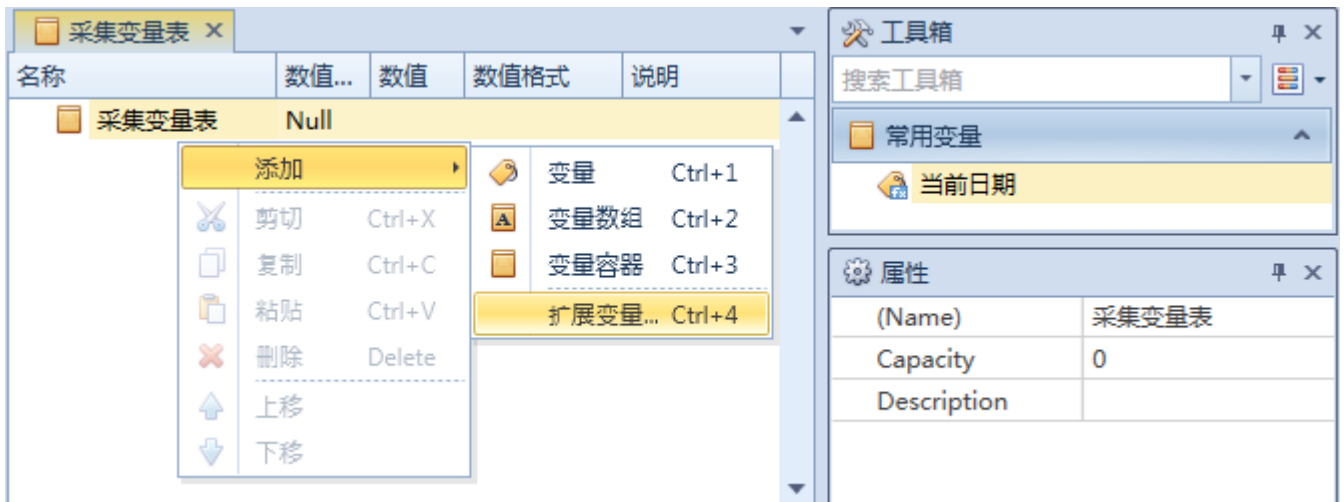 采集变量表
名称 数值... 数值 数值格式 说明
采集变量表 Null
添加
剪切 Ctrl+X
复制 Ctrl+C
粘贴 Ctrl+V
删除 Delete
上移
下移
变量 Ctrl+1
A 变量数组 Ctrl+2
变量容器 Ctrl+3
扩展变量... Ctrl+4
工具箱
搜索工具箱
常用变量
fx 当前日期
属性
(Name) 采集变量表
Capacity 0
Description